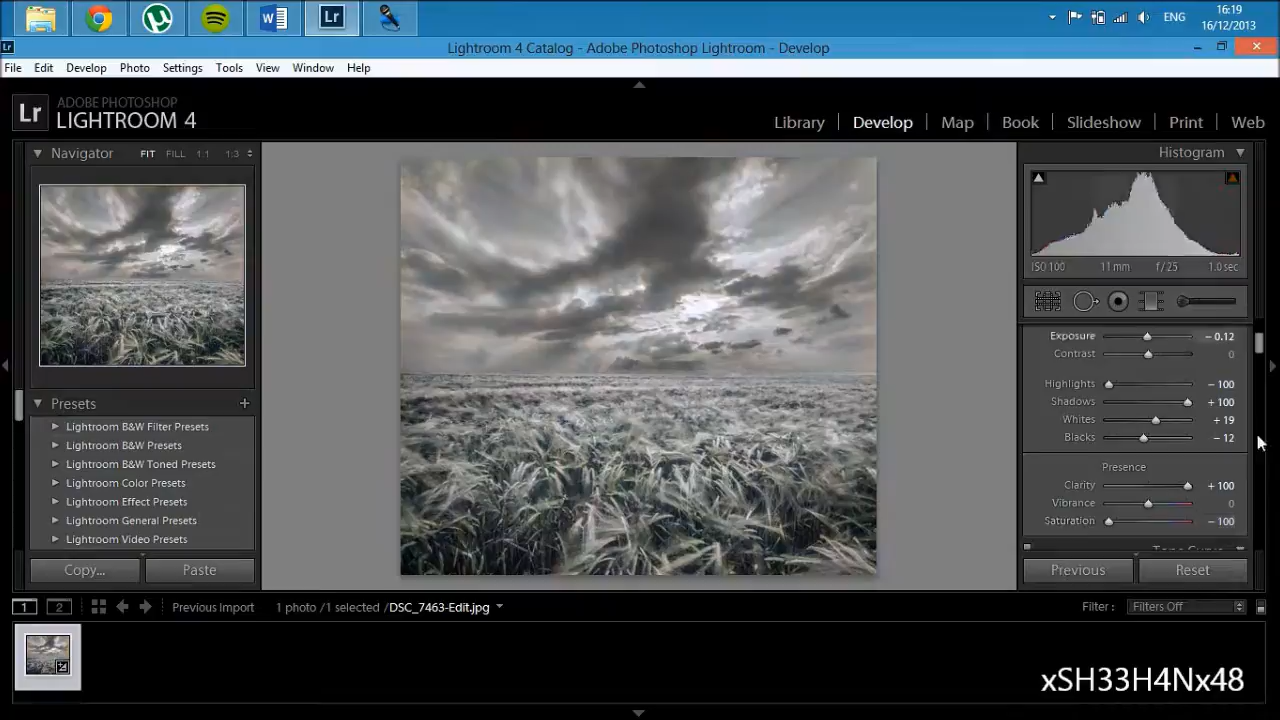 16:19
ENG
16/12/2013
Lr
W
Lr
Lightroom 4 Catalog - Adobe Photoshop Lightroom - Develop
File Edit Develop Photo Settings Tools View Window Help
Lr
ADOBE PHOTOSHOP
LIGHTROOM 4
Library Develop Map Book Slideshow Print Web
Navigator FIT FILL 1:1 1:3
Presets +
Lightroom B&W Filter Presets
Lightroom B&W Presets
Lightroom B&W Toned Presets
Lightroom Color Presets
Lightroom Effect Presets
Lightroom General Presets
Lightroom Video Presets
Copy... Paste
Histogram
ISO 100 11 mm f/25 1.0 sec
Exposure - 0.12
Contrast 0
Highlights - 100
Shadows + 100
Whites + 19
Blacks - 12
Presence
Clarity + 100
Vibrance 0
Saturation - 100
Tone Curve
Previous Reset
1 2 Previous Import 1 photo / 1 selected / DSC_7463-Edit.jpg Filter: Filters Off
xSH33H4Nx48